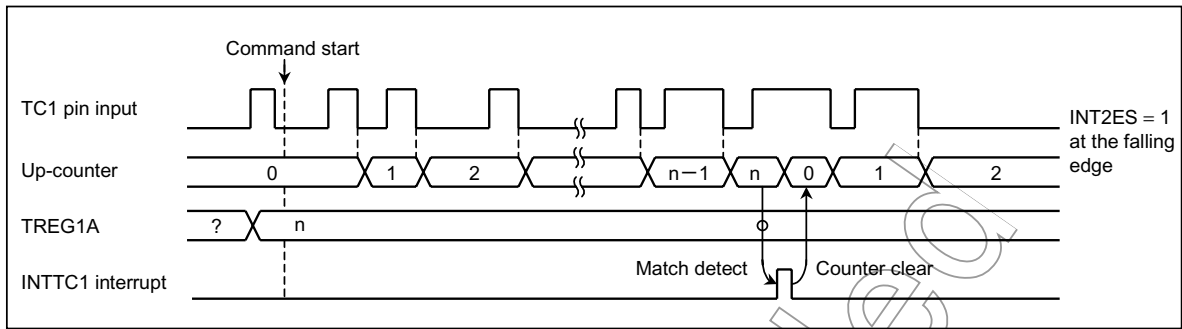 Command start
TC1 pin input
INT2ES = 1
at the falling
edge
Up-counter
0 1 2 n−1 n 0 1 2
TREG1A
? n
Match detect Counter clear
INTTC1 interrupt